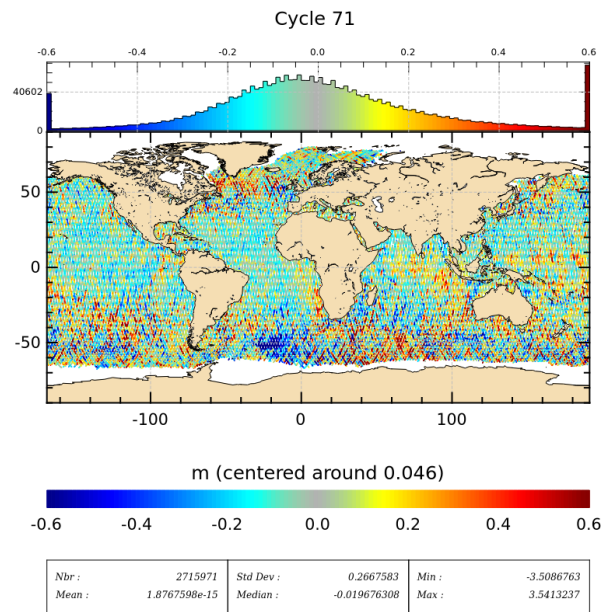 Cycle 71
-0.6 -0.4 -0.2 0.0 0.2 0.4 0.6
40602
0
50
0
-50
-100 0 100
m (centered around 0.046)
-0.6 -0.4 -0.2 0.0 0.2 0.4 0.6
Nbr : 2715971 Std Dev : 0.2667583 Min : -3.5086763
Mean : 1.8767598e-15 Median : -0.019676308 Max : 3.5413237